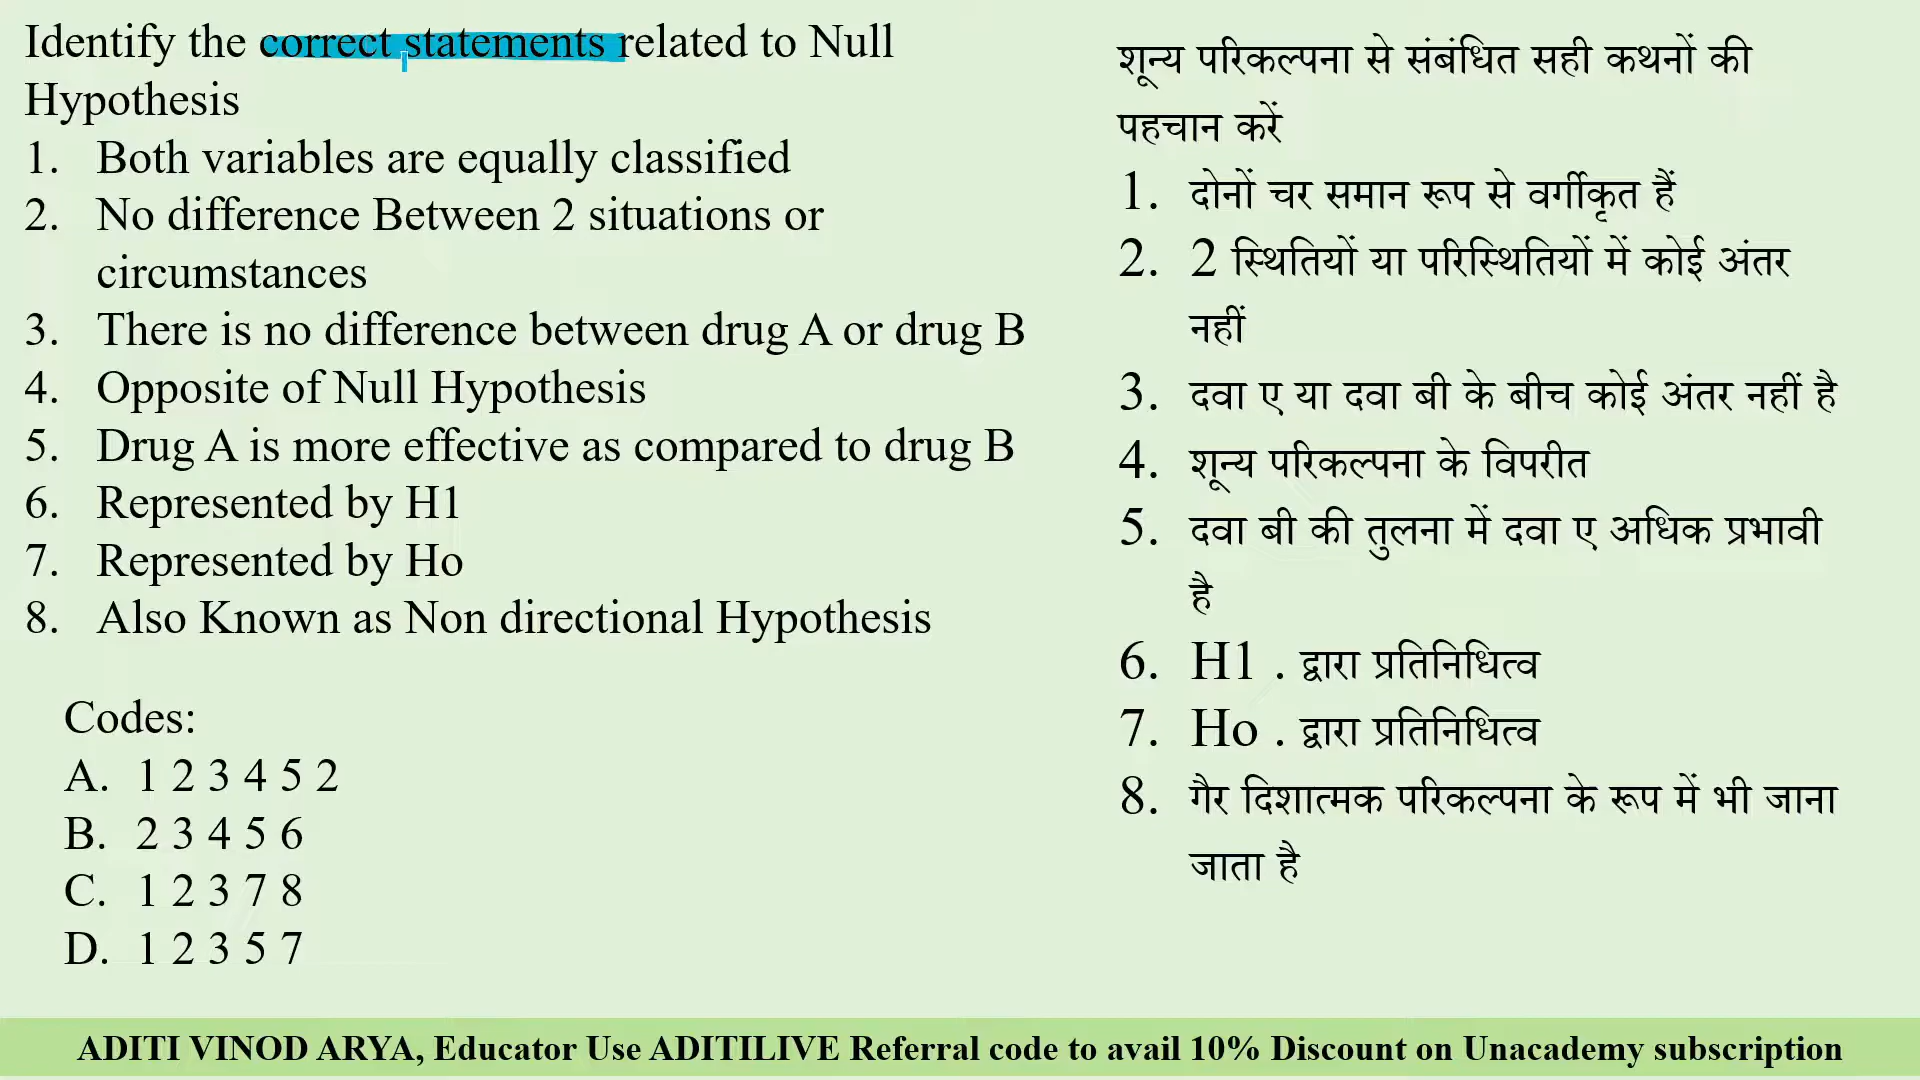 Identify the correct statements related to Null
Hypothesis
1. Both variables are equally classified
2. No difference Between 2 situations or
circumstances
3. There is no difference between drug A or drug B
4. Opposite of Null Hypothesis
5. Drug A is more effective as compared to drug B
6. Represented by H1
7. Represented by Ho
8. Also Known as Non directional Hypothesis
Codes:
A. 1 2 3 4 5 2
B. 2 3 4 5 6
C. 1 2 3 7 8
D. 1 2 3 5 7
शून्य परिकल्पना से संबंधित सही कथनों की
पहचान करें
1. दोनों चर समान रूप से वर्गीकृत हैं
2. 2 स्थितियों या परिस्थितियों में कोई अंतर
नहीं
3. दवा ए या दवा बी के बीच कोई अंतर नहीं है
4. शून्य परिकल्पना के विपरीत
5. दवा बी की तुलना में दवा ए अधिक प्रभावी
है
6. H1 . द्वारा प्रतिनिधित्व
7. Ho . द्वारा प्रतिनिधित्व
8. गैर दिशात्मक परिकल्पना के रूप में भी जाना
जाता है
ADITI VINOD ARYA, Educator Use ADITILIVE Referral code to avail 10% Discount on Unacademy subscription